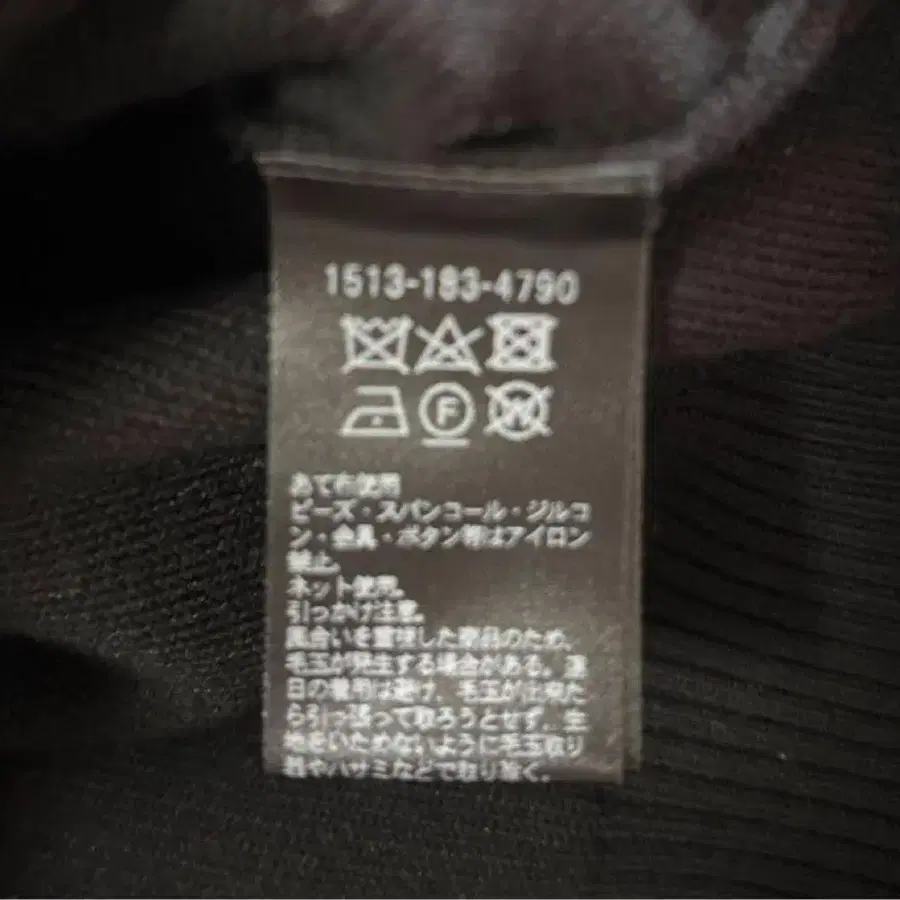 1513-183-4790
F
W
あて布使用
ビーズ・スパンコール・ジルコ
ン・金具・ボタン等はアイロン
禁止。
ネット使用。
引っかけ注意。
風合いを重視した商品のため、
毛玉が発生する場合がある。連
日の着用は避け、毛玉が出来た
ら引っ張って取ろうとせず、生
地をいためないように毛玉取り
器やハサミなどで取り除く。